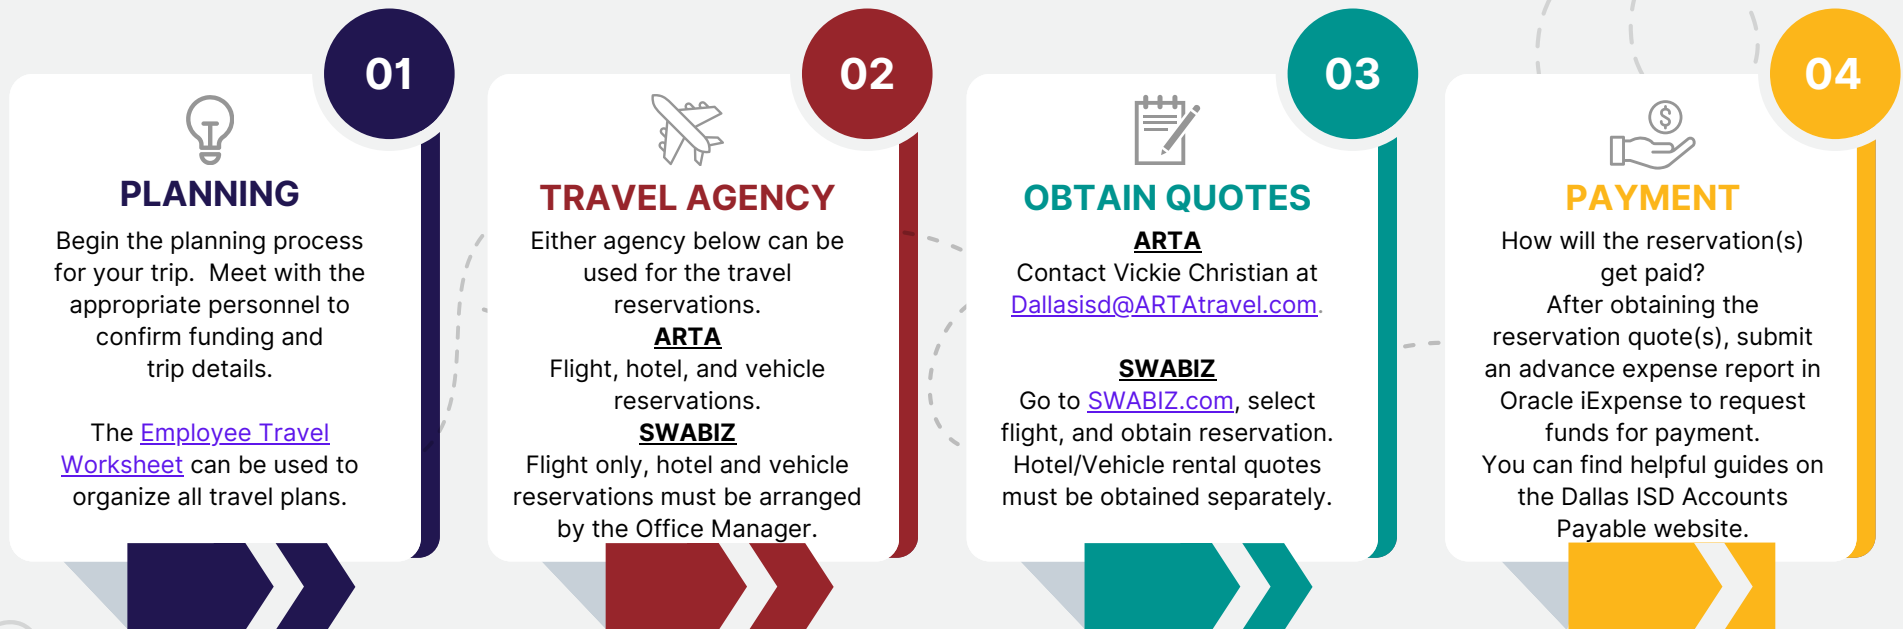 01
PLANNING
Begin the planning process
for your trip.  Meet with the
appropriate personnel to
confirm funding and
trip details.
The Employee Travel
Worksheet can be used to
organize all travel plans.
02
TRAVEL AGENCY
Either agency below can be
used for the travel
reservations.
ARTA
Flight, hotel, and vehicle
reservations.
SWABIZ
Flight only, hotel and vehicle
reservations must be arranged
by the Office Manager.
03
OBTAIN QUOTES
ARTA
Contact Vickie Christian at
Dallasisd@ARTAtravel.com.
SWABIZ
Go to SWABIZ.com, select
flight, and obtain reservation.
Hotel/Vehicle rental quotes
must be obtained separately.
04
$
PAYMENT
How will the reservation(s)
get paid?
After obtaining the
reservation quote(s), submit
an advance expense report in
Oracle iExpense to request
funds for payment.
You can find helpful guides on
the Dallas ISD Accounts
Payable website.